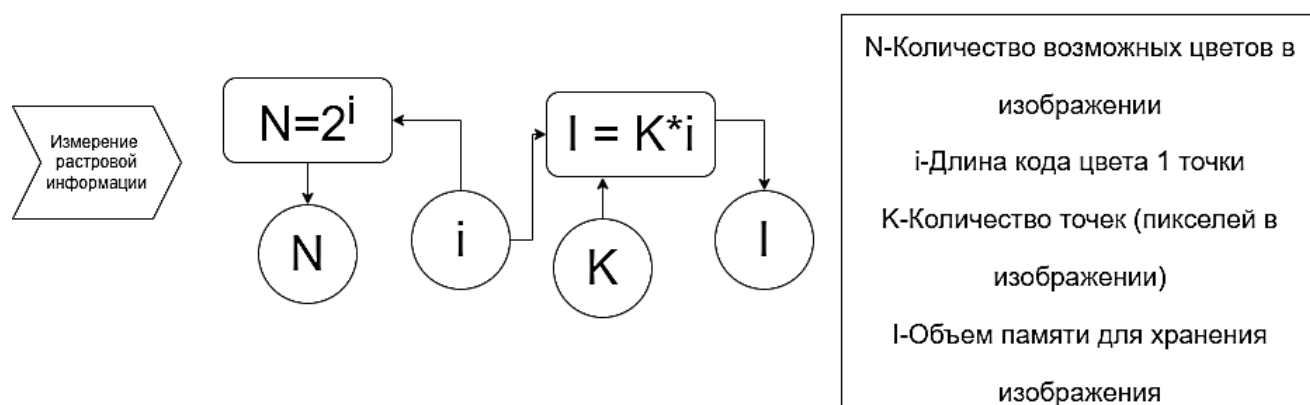 Измерение
растровой
информации
N=2^i
N
i
I = K*i
K
I
N-Количество возможных цветов в
изображении
i-Длина кода цвета 1 точки
K-Количество точек (пикселей в
изображении)
I-Объем памяти для хранения
изображения